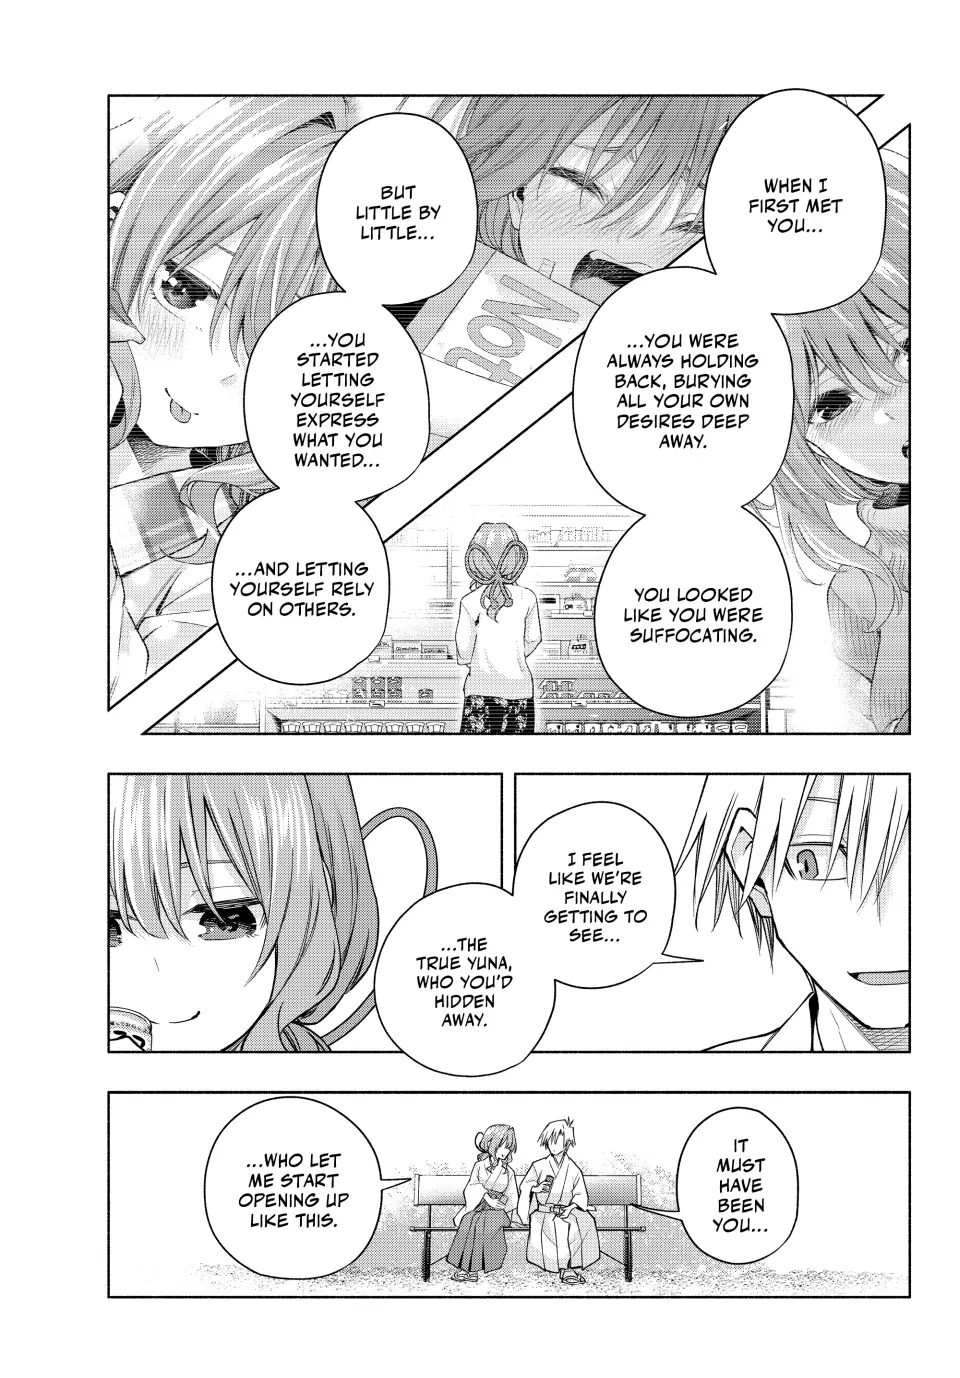 WHEN I
FIRST MET
YOU...
...YOU WERE
ALWAYS HOLDING
BACK, BURYING
ALL YOUR OWN
DESIRES DEEP
AWAY.
YOU LOOKED
LIKE YOU WERE
SUFFOCATING.
BUT
LITTLE BY
LITTLE...
...YOU
STARTED
LETTING
YOURSELF
EXPRESS
WHAT YOU
WANTED...
...AND LETTING
YOURSELF RELY
ON OTHERS.
Not
I FEEL
LIKE WE'RE
FINALLY
GETTING TO
SEE...
...THE
TRUE YUNA,
WHO YOU'D
HIDDEN
AWAY.
IT
MUST
HAVE
BEEN
YOU...
...WHO LET
ME START
OPENING UP
LIKE THIS.